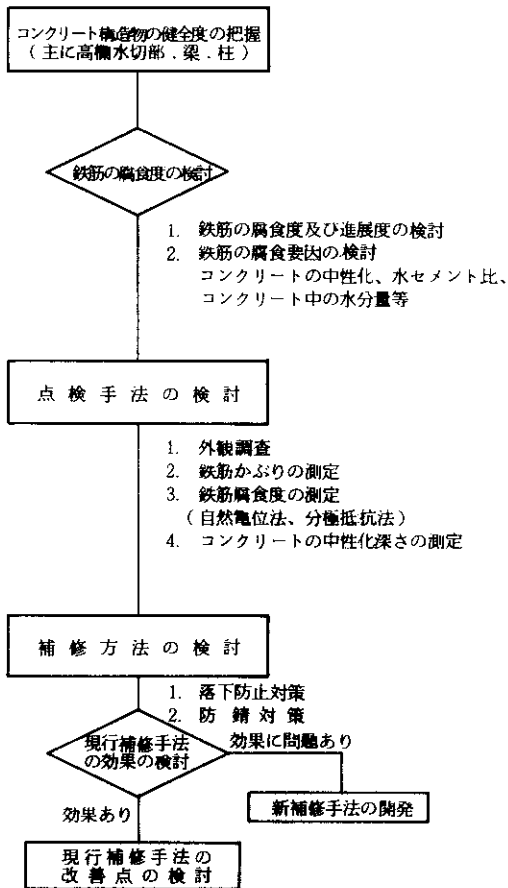 コンクリート構造物の健全度の把握
(主に高欄水切部.梁.柱)
鉄筋の腐食度の検討
1. 鉄筋の腐食度及び進展度の検討
2. 鉄筋の腐食要因の検討
コンクリートの中性化、水セメント比、
コンクリート中の水分量等
点検手法の検討
1. 外観調査
2. 鉄筋かぶりの測定
3. 鉄筋腐食度の測定
(自然電位法、分極抵抗法)
4. コンクリートの中性化深さの測定
補修方法の検討
1. 落下防止対策
2. 防錆対策
現行補修手法
の効果の検討
効果に問題あり
新補修手法の開発
効果あり
現行補修手法の
改善点の検討